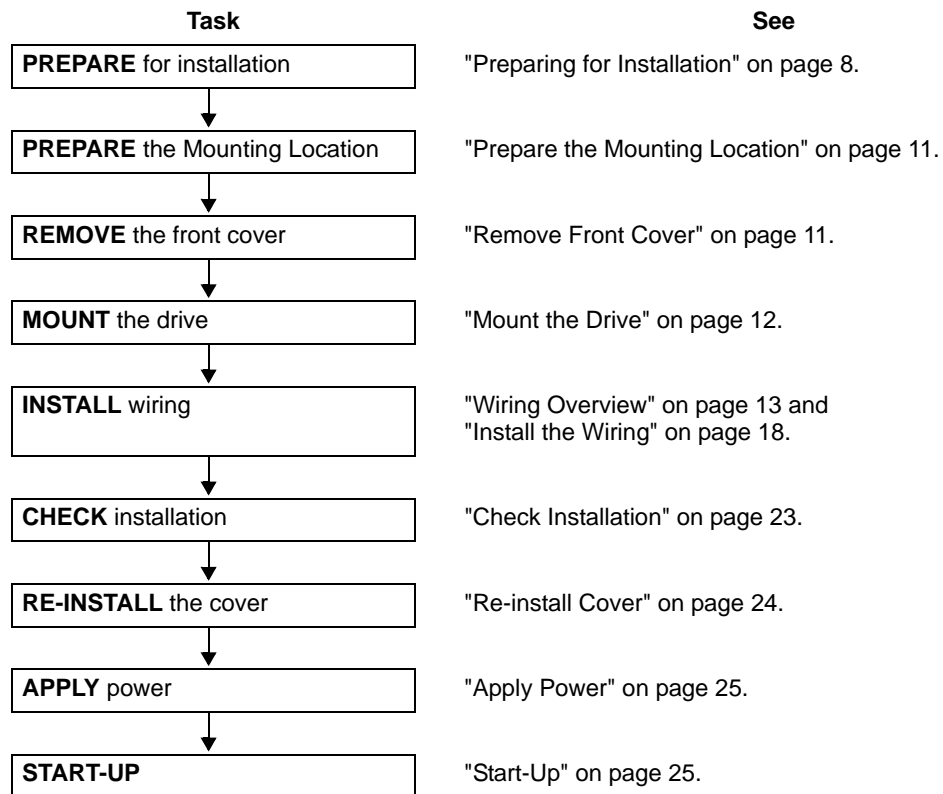 Task See
PREPARE for installation "Preparing for Installation" on page 8.
PREPARE the Mounting Location "Prepare the Mounting Location" on page 11.
REMOVE the front cover "Remove Front Cover" on page 11.
MOUNT the drive "Mount the Drive" on page 12.
INSTALL wiring "Wiring Overview" on page 13 and
"Install the Wiring" on page 18.
CHECK installation "Check Installation" on page 23.
RE-INSTALL the cover "Re-install Cover" on page 24.
APPLY power "Apply Power" on page 25.
START-UP "Start-Up" on page 25.